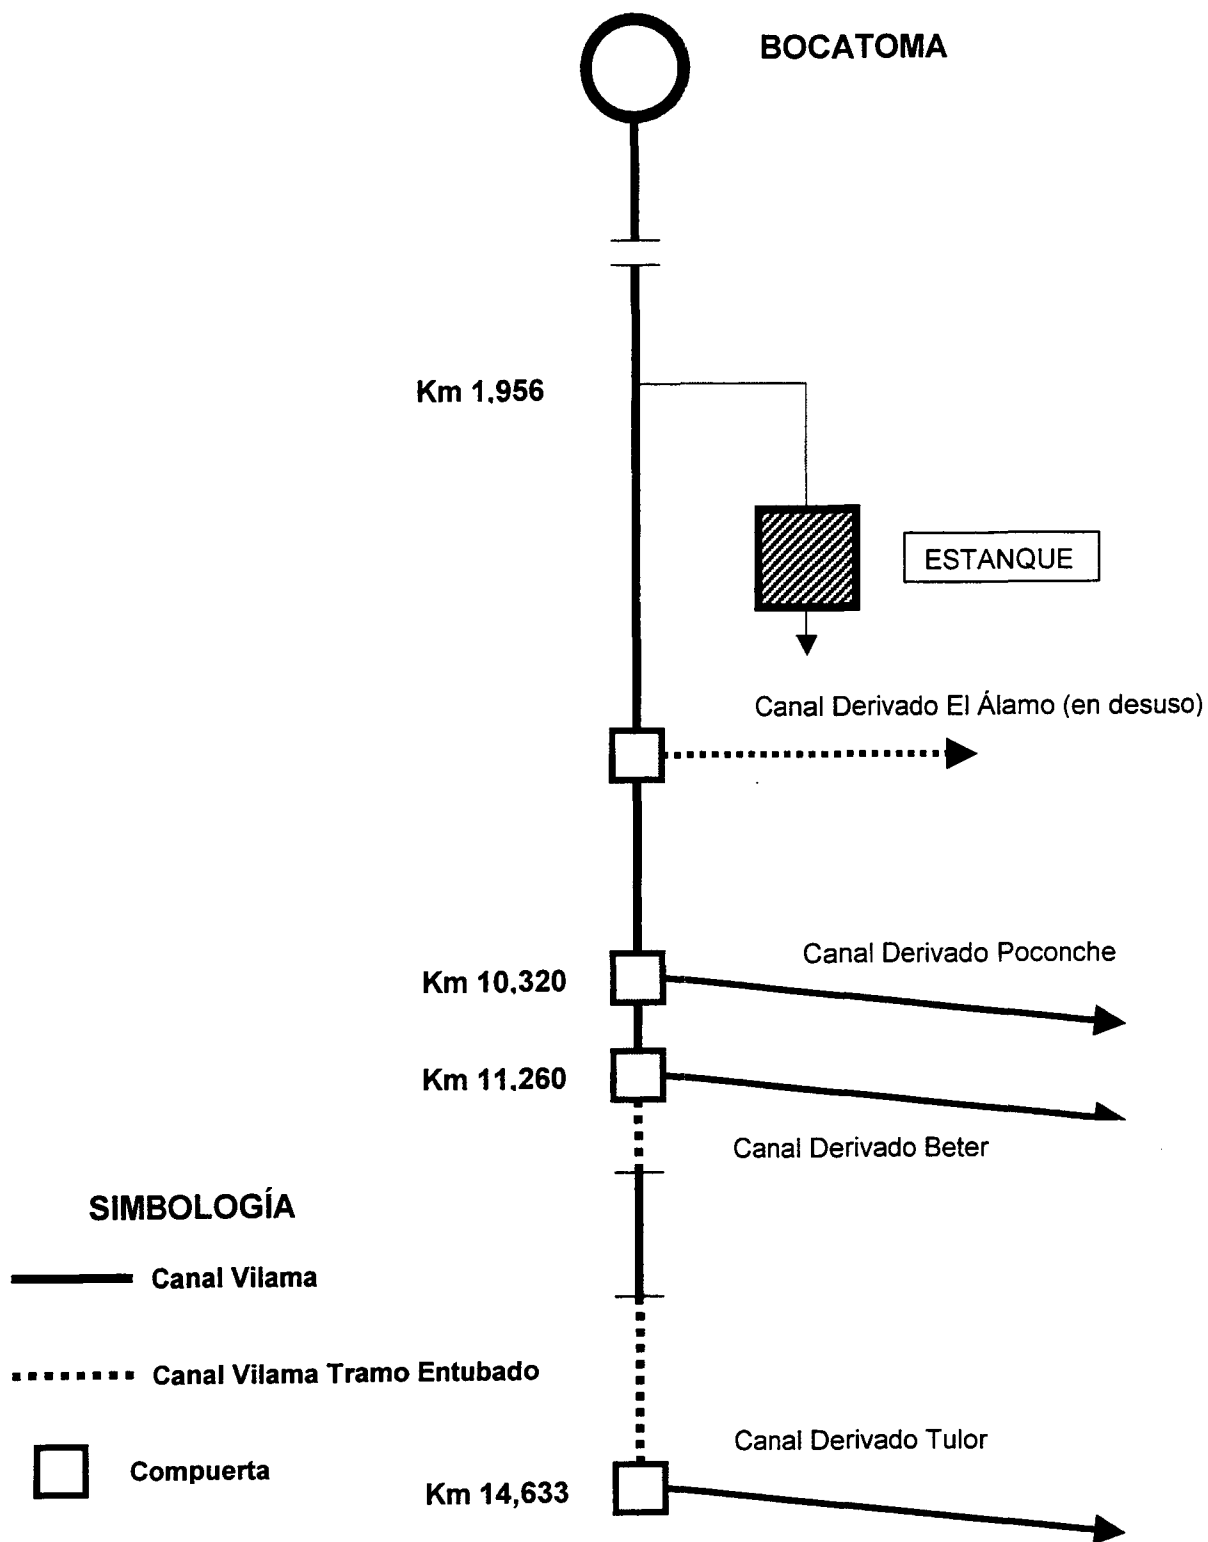 BOCATOMA
Km 1,956
ESTANQUE
Canal Derivado El Álamo (en desuso)
Canal Derivado Poconche
Km 10,320
Km 11,260
Canal Derivado Beter
SIMBOLOGÍA
Canal Vilama
Canal Vilama Tramo Entubado
Canal Derivado Tulor
Compuerta
Km 14,633